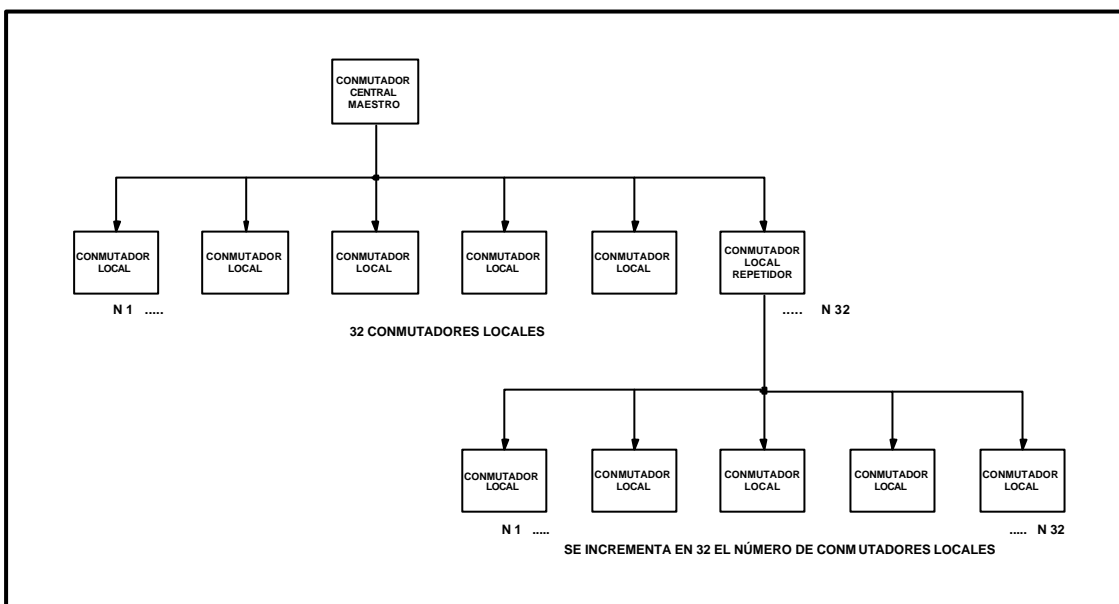 CONMUTADOR
CENTRAL
MAESTRO
CONMUTADOR
LOCAL
CONMUTADOR
LOCAL
CONMUTADOR
LOCAL
CONMUTADOR
LOCAL
CONMUTADOR
LOCAL
CONMUTADOR
LOCAL
REPETIDOR
N 1 .....
..... N 32
32 CONMUTADORES LOCALES
CONMUTADOR
LOCAL
CONMUTADOR
LOCAL
CONMUTADOR
LOCAL
CONMUTADOR
LOCAL
CONMUTADOR
LOCAL
N 1 .....
..... N 32
SE INCREMENTA EN 32 EL NÚMERO DE CONMUTADORES LOCALES